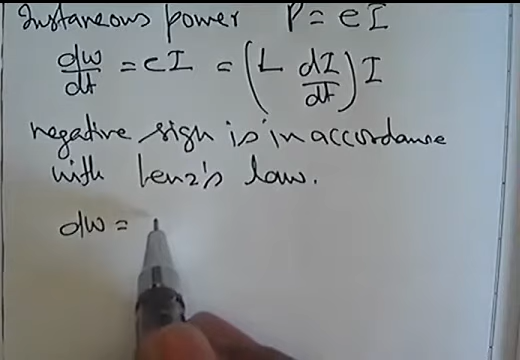 Instaneous power P = eI
dw/dt = eI = (L dI/dt) I
negative sign is in accordance
with Lenz's law.
dw =